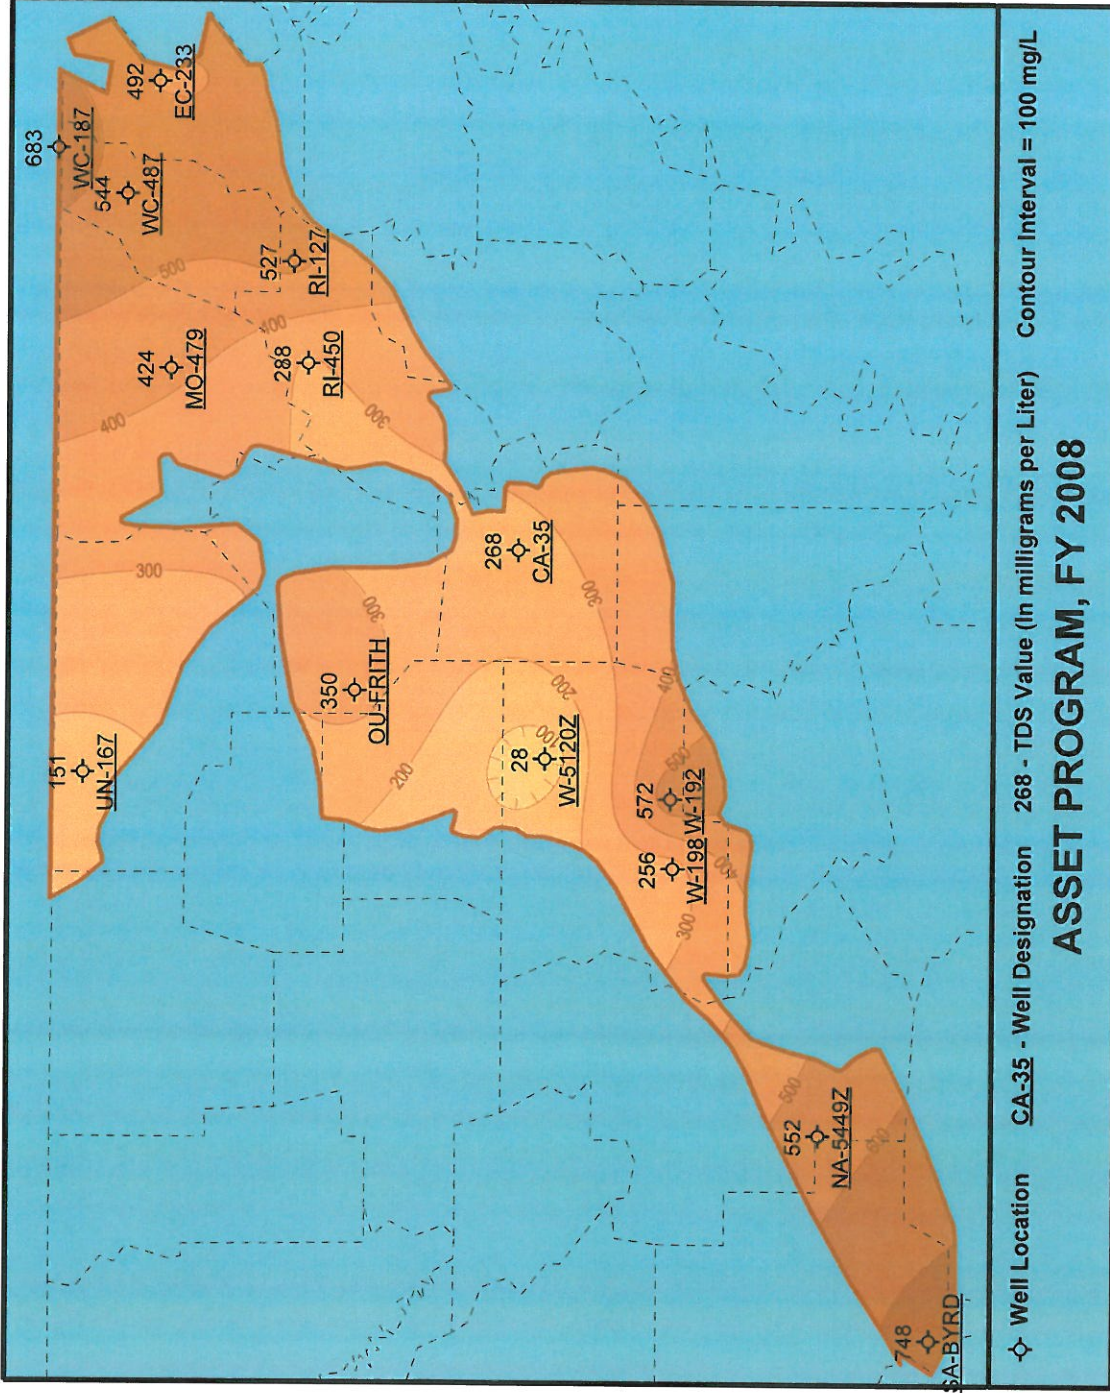 683
WC-187
151
UN-167
544
WC-487
492
EC-233
424
MO-479
400
300
500
527
RI-127
288
RI-450
400
300
350
OU-FRITH
300
200
268
CA-35
28
W-5120Z
100
200
300
572
W-192
256
W-198
500
400
400
300
552
NA-5449Z
500
600
748
SA-BYRD
Well Location CA-35 - Well Designation 268 - TDS Value (In milligrams per Liter) Contour Interval = 100 mg/L
ASSET PROGRAM, FY 2008